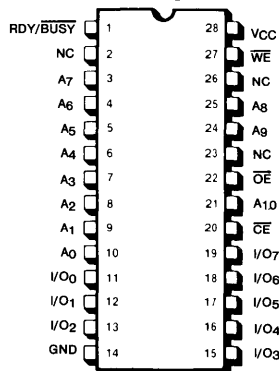 RDY/BUSY 1 28 VCC
NC 2 27 WE
A7 3 26 NC
A6 4 25 A8
A5 5 24 A9
A4 6 23 NC
A3 7 22 OE
A2 8 21 A10
A1 9 20 CE
A0 10 19 I/O7
I/O0 11 18 I/O6
I/O1 12 17 I/O5
I/O2 13 16 I/O4
GND 14 15 I/O3